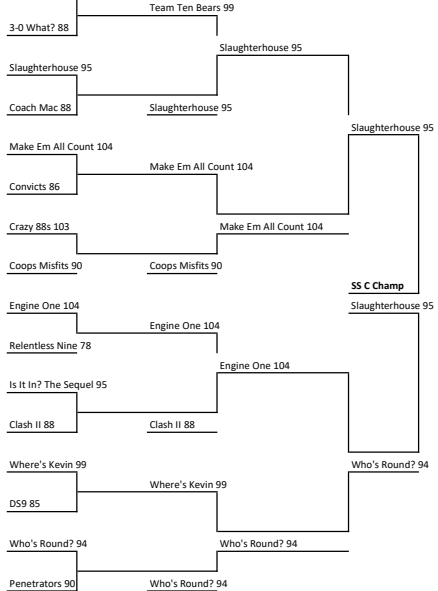 Team Ten Bears 99
3-0 What? 88
Slaughterhouse 95
Slaughterhouse 95
Coach Mac 88
Slaughterhouse 95
Slaughterhouse 95
Make Em All Count 104
Make Em All Count 104
Convicts 86
Crazy 88s 103
Make Em All Count 104
Coops Misfits 90
Coops Misfits 90
SS C Champ
Engine One 104
Slaughterhouse 95
Engine One 104
Relentless Nine 78
Engine One 104
Is It In? The Sequel 95
Clash II 88
Clash II 88
Where's Kevin 99
Who's Round? 94
Where's Kevin 99
DS9 85
Who's Round? 94
Who's Round? 94
Penetrators 90
Who's Round? 94